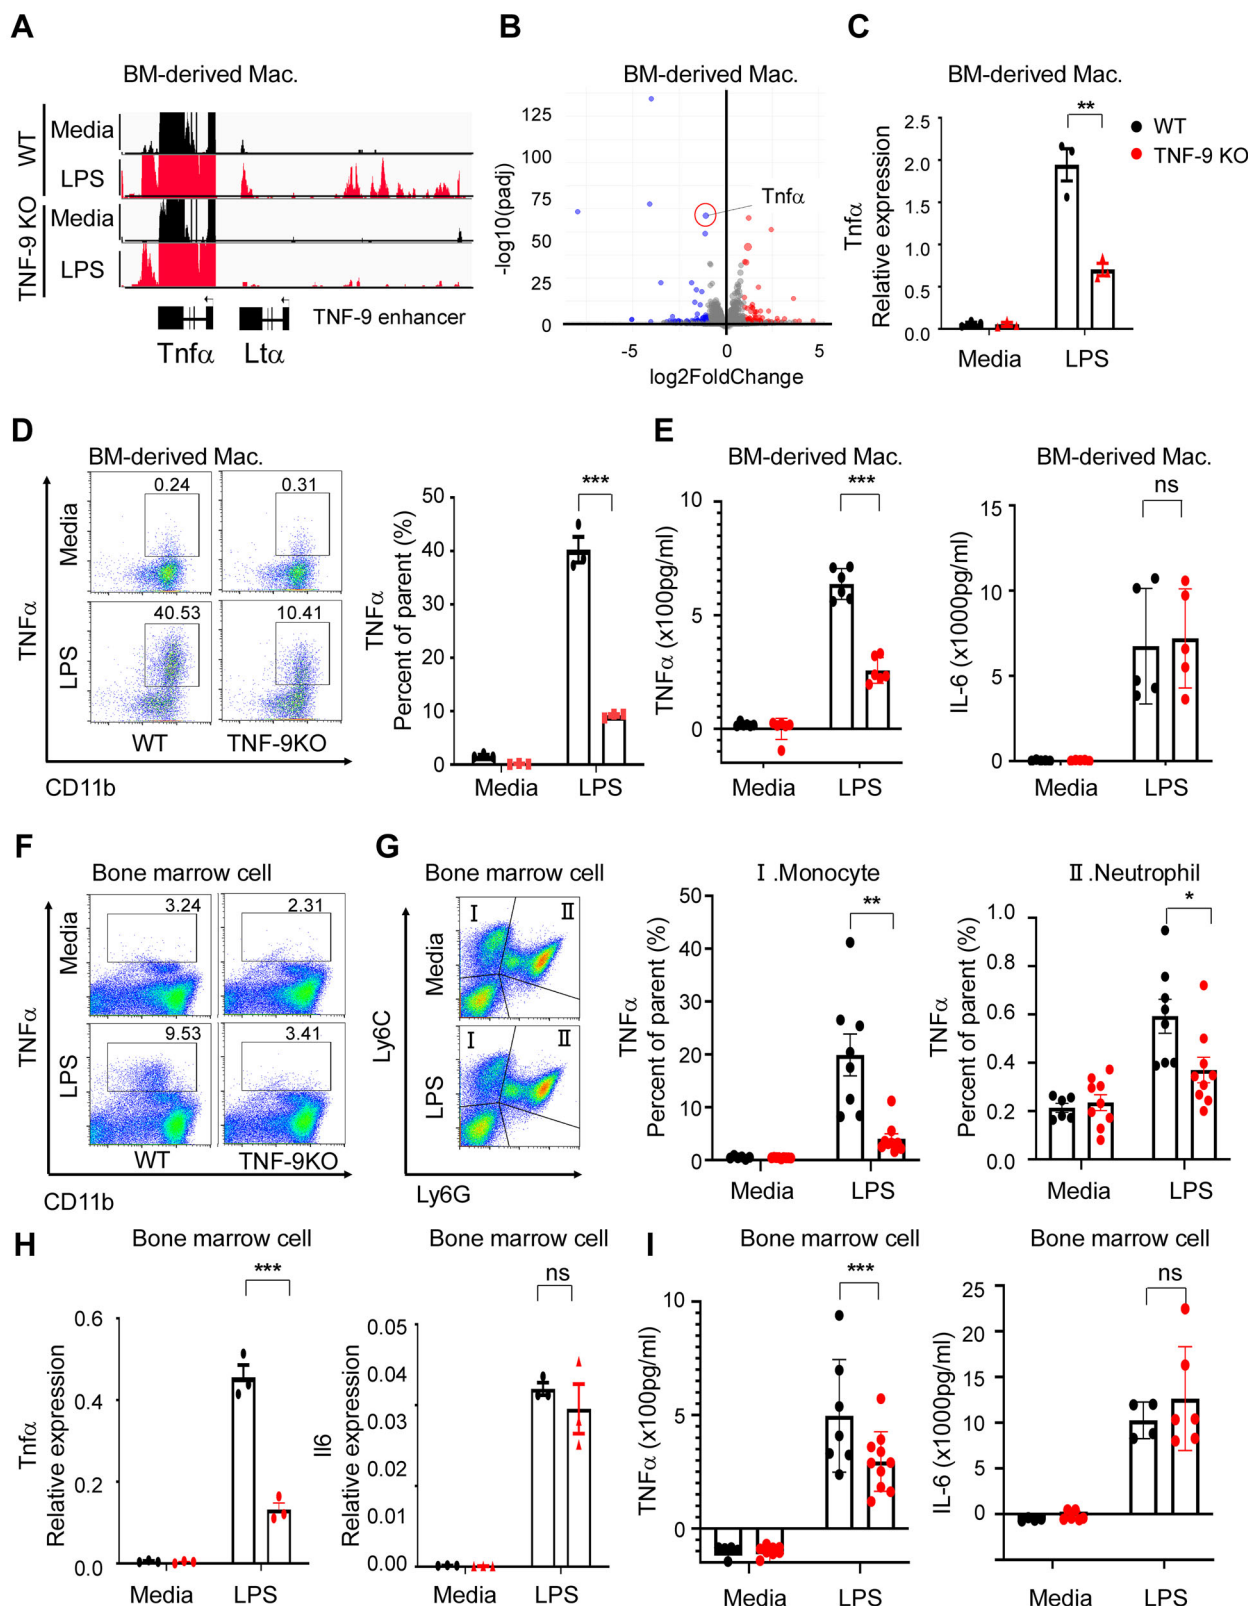 A
BM-derived Mac.
WT
Media
LPS
TNF-9 KO
Media
LPS
TNF-9 enhancer
Tnfα
Ltα
B
BM-derived Mac.
125
100
75
50
25
0
-log10(padj)
Tnfα
-5
0
5
log2FoldChange
C
BM-derived Mac.
**
WT
TNF-9 KO
Tnfα
Relative expression
2.5
2.0
1.5
1.0
0.5
0.0
Media
LPS
D
BM-derived Mac.
0.24
0.31
Media
TNFα
40.53
10.41
LPS
WT
TNF-9KO
CD11b
***
TNFα
Percent of parent (%)
50
40
30
20
10
0
Media
LPS
E
BM-derived Mac.
***
TNFα (x100pg/ml)
10
5
0
Media
LPS
BM-derived Mac.
ns
IL-6 (x1000pg/ml)
15
10
5
0
Media
LPS
F
Bone marrow cell
3.24
2.31
Media
TNFα
9.53
3.41
LPS
WT
TNF-9KO
CD11b
G
Bone marrow cell
I
II
Media
Ly6C
I
II
LPS
Ly6G
I.Monocyte
**
TNFα
Percent of parent (%)
50
40
30
20
10
0
Media
LPS
II.Neutrophil
*
TNFα
Percent of parent (%)
1.0
0.8
0.6
0.4
0.2
0.0
Media
LPS
H
Bone marrow cell
***
Tnfα
Relative expression
0.6
0.4
0.2
0.0
Media
LPS
Bone marrow cell
ns
Il6
Relative expression
0.05
0.04
0.03
0.02
0.01
0.00
Media
LPS
I
Bone marrow cell
***
TNFα (x100pg/ml)
10
5
0
Media
LPS
Bone marrow cell
ns
IL-6 (x1000pg/ml)
25
20
15
10
5
0
Media
LPS